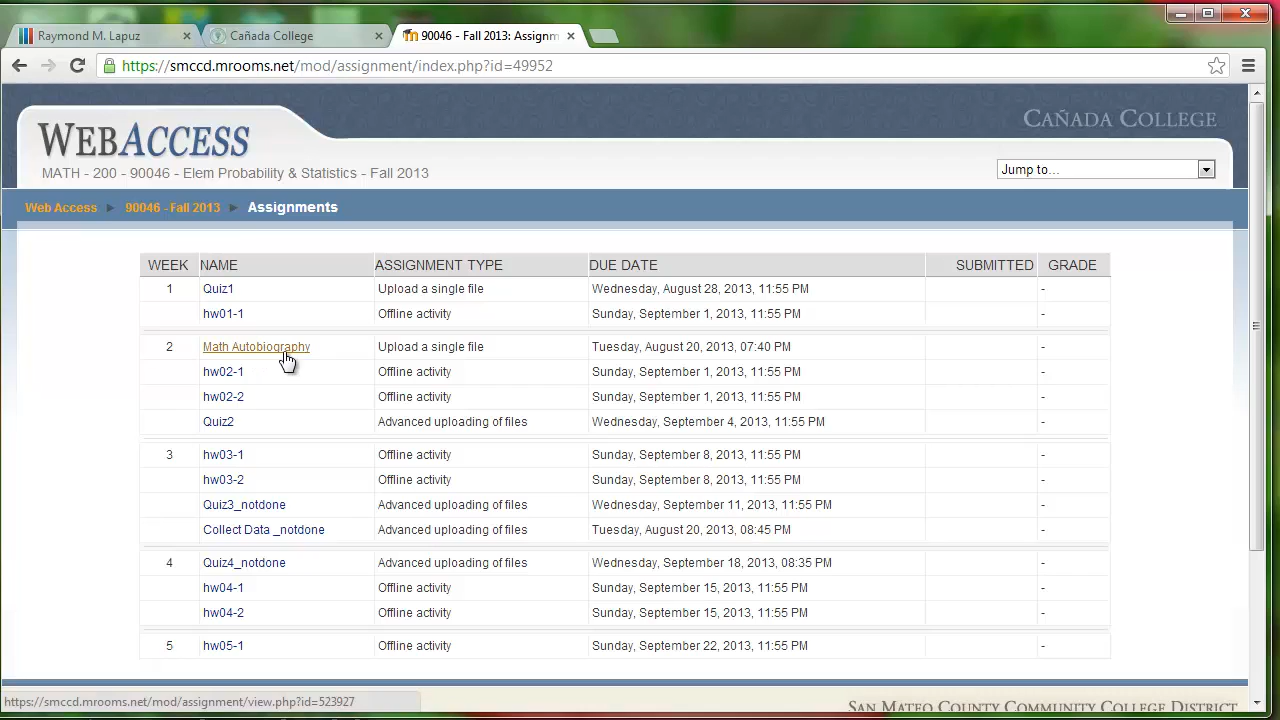 Raymond M. Lapuz
Cañada College
90046 - Fall 2013: Assignm
https://smccd.mrooms.net/mod/assignment/index.php?id=49952
WEBACCESS
CAÑADA COLLEGE
MATH - 200 - 90046 - Elem Probability & Statistics - Fall 2013
Jump to...
Web Access ► 90046 - Fall 2013 ► Assignments
WEEK NAME ASSIGNMENT TYPE DUE DATE SUBMITTED GRADE
1 Quiz1 Upload a single file Wednesday, August 28, 2013, 11:55 PM -
hw01-1 Offline activity Sunday, September 1, 2013, 11:55 PM -
2 Math Autobiography Upload a single file Tuesday, August 20, 2013, 07:40 PM -
hw02-1 Offline activity Sunday, September 1, 2013, 11:55 PM -
hw02-2 Offline activity Sunday, September 1, 2013, 11:55 PM -
Quiz2 Advanced uploading of files Wednesday, September 4, 2013, 11:55 PM -
3 hw03-1 Offline activity Sunday, September 8, 2013, 11:55 PM -
hw03-2 Offline activity Sunday, September 8, 2013, 11:55 PM -
Quiz3_notdone Advanced uploading of files Wednesday, September 11, 2013, 11:55 PM -
Collect Data _notdone Advanced uploading of files Tuesday, August 20, 2013, 08:45 PM -
4 Quiz4_notdone Advanced uploading of files Wednesday, September 18, 2013, 08:35 PM -
hw04-1 Offline activity Sunday, September 15, 2013, 11:55 PM -
hw04-2 Offline activity Sunday, September 15, 2013, 11:55 PM -
5 hw05-1 Offline activity Sunday, September 22, 2013, 11:55 PM -
https://smccd.mrooms.net/mod/assignment/view.php?id=523927
SAN MATEO COUNTY COMMUNITY COLLEGE DISTRICT